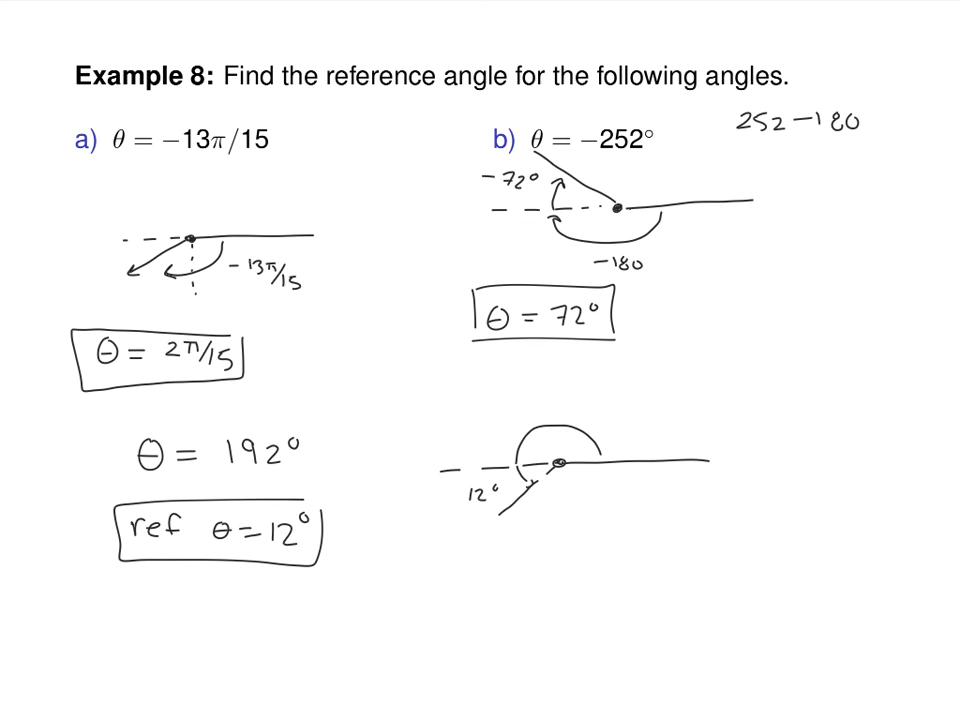 Example 8: Find the reference angle for the following angles.
a) θ = −13π/15
b) θ = −252°
252 − 180
− 72°
− 180
− 13π/15
θ = 72°
θ = 2π/15
θ = 192°
12°
ref θ = 12°